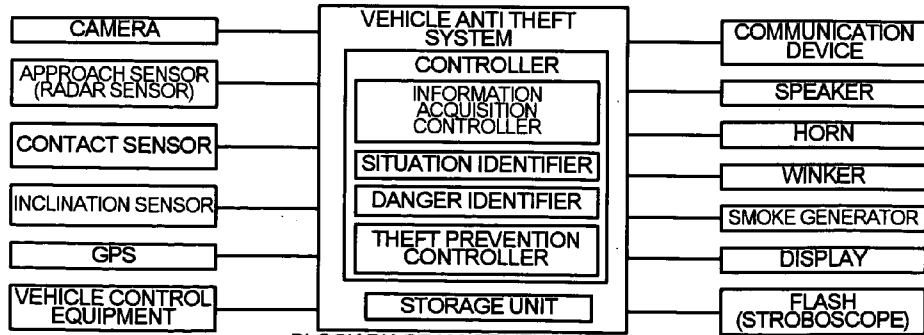 CAMERA
APPROACH SENSOR
(RADAR SENSOR)
CONTACT SENSOR
INCLINATION SENSOR
GPS
VEHICLE CONTROL
EQUIPMENT
VEHICLE ANTI THEFT
SYSTEM
CONTROLLER
INFORMATION
ACQUISITION
CONTROLLER
SITUATION IDENTIFIER
DANGER IDENTIFIER
THEFT PREVENTION
CONTROLLER
STORAGE UNIT
COMMUNICATION
DEVICE
SPEAKER
HORN
WINKER
SMOKE GENERATOR
DISPLAY
FLASH
(STROBOSCOPE)